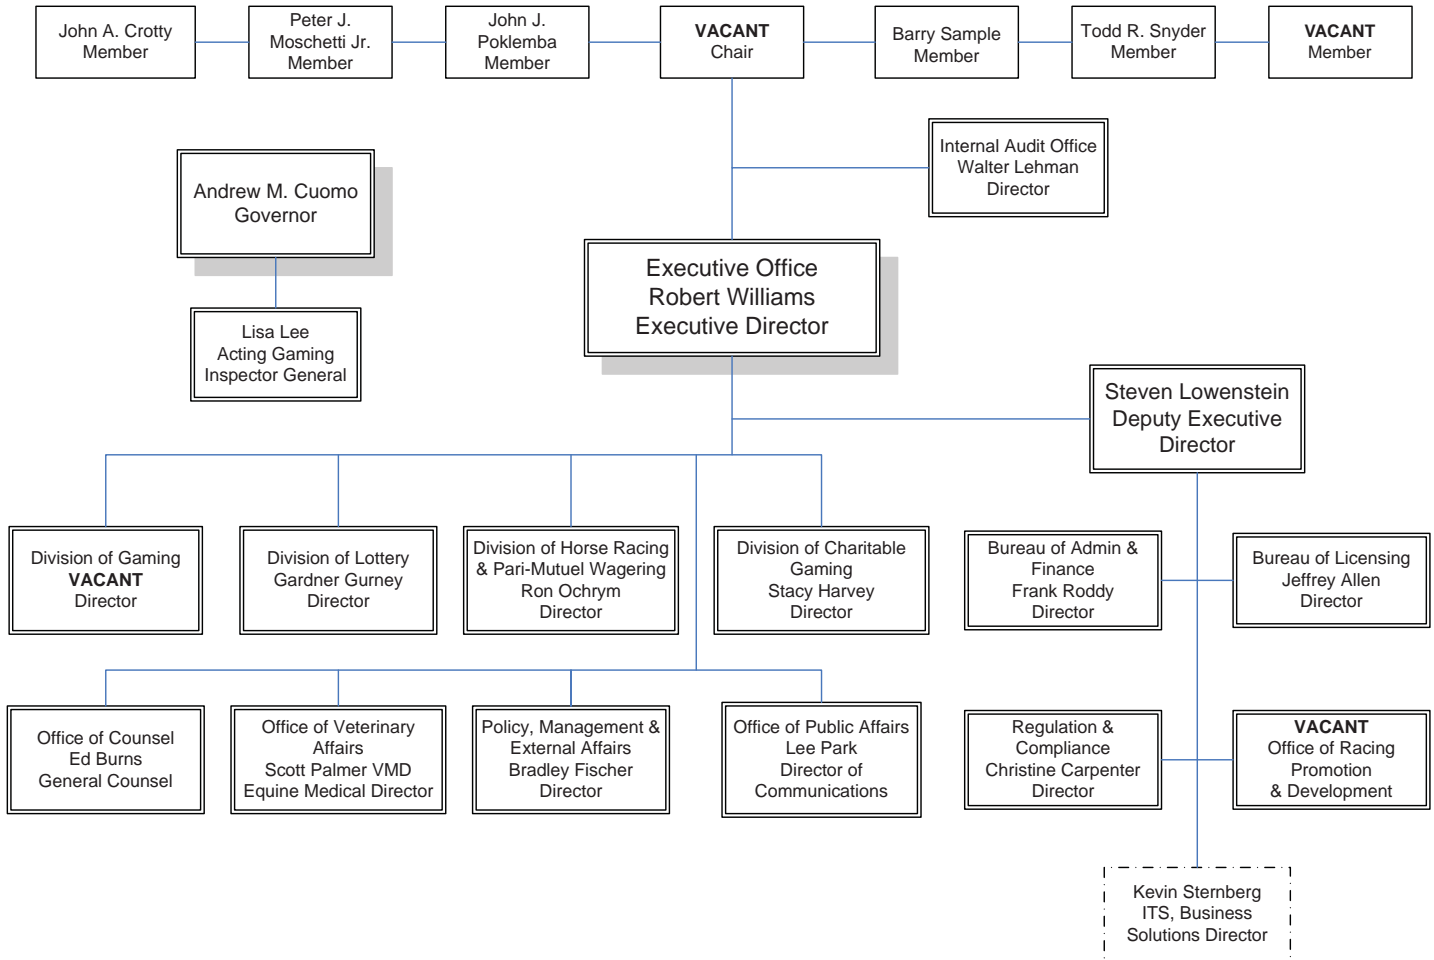 John A. Crotty
Member
Peter J.
Moschetti Jr.
Member
John J.
Poklemba
Member
VACANT
Chair
Barry Sample
Member
Todd R. Snyder
Member
VACANT
Member
Internal Audit Office
Walter Lehman
Director
Andrew M. Cuomo
Governor
Executive Office
Robert Williams
Executive Director
Lisa Lee
Acting Gaming
Inspector General
Steven Lowenstein
Deputy Executive
Director
Division of Gaming
VACANT
Director
Division of Lottery
Gardner Gurney
Director
Division of Horse Racing
& Pari-Mutuel Wagering
Ron Ochrym
Director
Division of Charitable
Gaming
Stacy Harvey
Director
Bureau of Admin &
Finance
Frank Roddy
Director
Bureau of Licensing
Jeffrey Allen
Director
Office of Counsel
Ed Burns
General Counsel
Office of Veterinary
Affairs
Scott Palmer VMD
Equine Medical Director
Policy, Management &
External Affairs
Bradley Fischer
Director
Office of Public Affairs
Lee Park
Director of
Communications
Regulation &
Compliance
Christine Carpenter
Director
VACANT
Office of Racing
Promotion
& Development
Kevin Sternberg
ITS, Business
Solutions Director